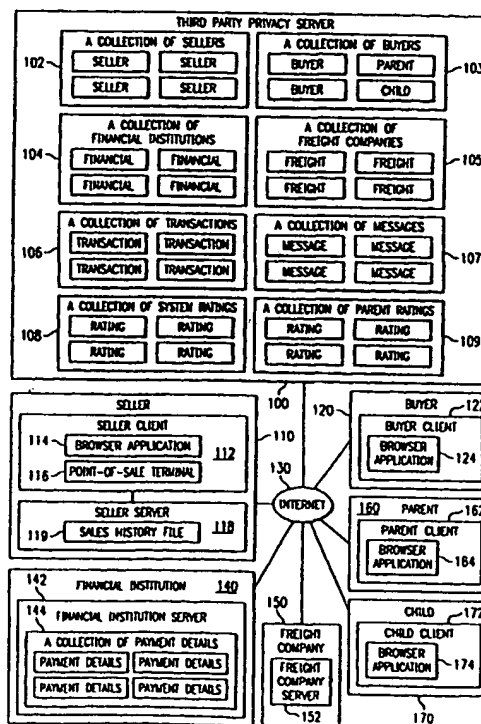 THIRD PARTY PRIVACY SERVER
A COLLECTION OF SELLERS
SELLER SELLER
SELLER SELLER
102
A COLLECTION OF BUYERS
BUYER PARENT
BUYER CHILD
103
A COLLECTION OF
FINANCIAL INSTITUTIONS
FINANCIAL FINANCIAL
FINANCIAL FINANCIAL
104
A COLLECTION OF
FREIGHT COMPANIES
FREIGHT FREIGHT
FREIGHT FREIGHT
105
A COLLECTION OF TRANSACTIONS
TRANSACTION TRANSACTION
TRANSACTION TRANSACTION
106
A COLLECTION OF MESSAGES
MESSAGE MESSAGE
MESSAGE MESSAGE
107
A COLLECTION OF SYSTEM RATINGS
RATING RATING
RATING RATING
108
A COLLECTION OF PARENT RATINGS
RATING RATING
RATING RATING
109
100
SELLER
110
SELLER CLIENT
112
114
BROWSER APPLICATION
116
POINT-OF-SALE TERMINAL
SELLER SERVER
118
119
SALES HISTORY FILE
130
INTERNET
120
BUYER
122
BUYER CLIENT
BROWSER
APPLICATION
124
160
PARENT
162
PARENT CLIENT
BROWSER
APPLICATION
164
FINANCIAL INSTITUTION
140
142
FINANCIAL INSTITUTION SERVER
144
A COLLECTION OF PAYMENT DETAILS
PAYMENT DETAILS PAYMENT DETAILS
PAYMENT DETAILS PAYMENT DETAILS
150
FREIGHT
COMPANY
FREIGHT
COMPANY
SERVER
152
CHILD
172
CHILD CLIENT
BROWSER
APPLICATION
174
170